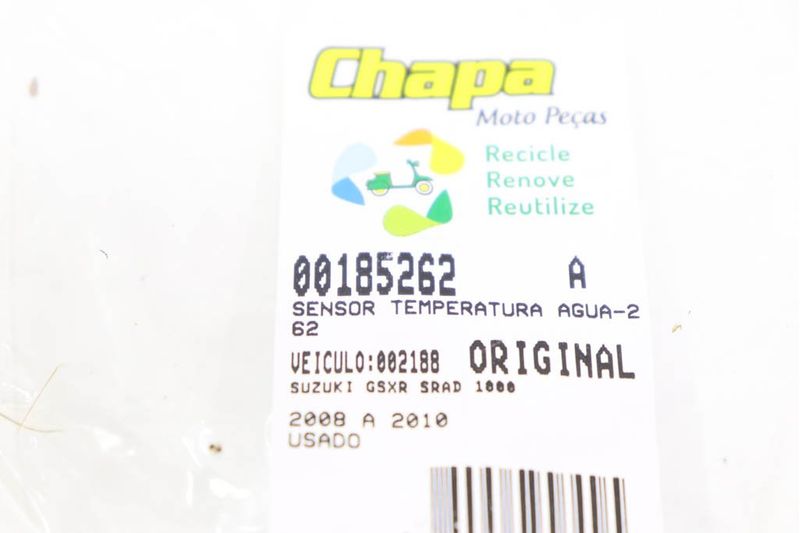 Chapa
Moto Peças
Recicle
Renove
Reutilize
00185262 A
SENSOR TEMPERATURA AGUA-2
62
VEICULO:002188 ORIGINAL
SUZUKI GSXR SRAD 1000
2008 A 2010
USADO